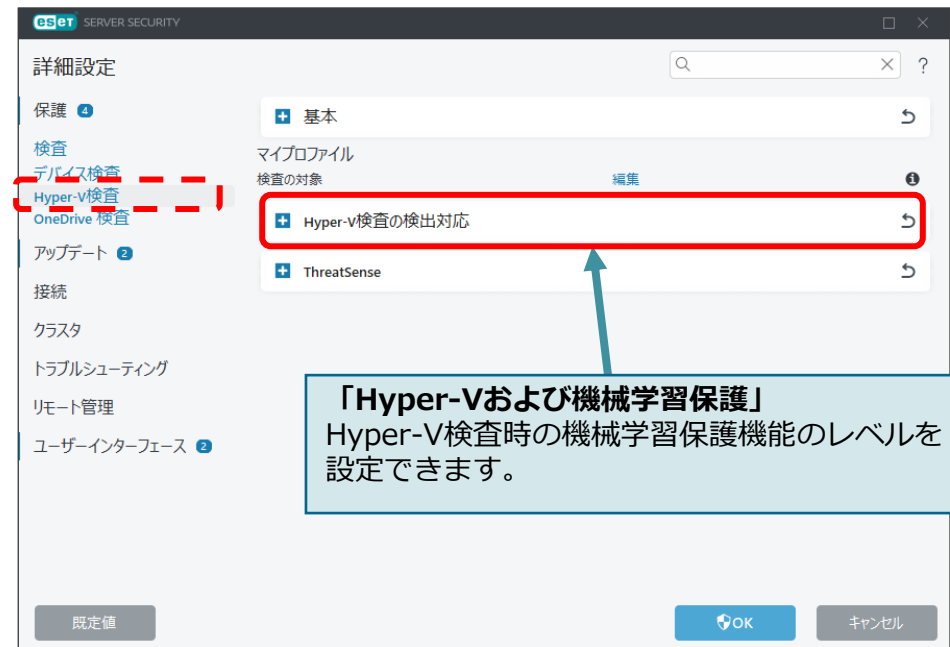 eset SERVER SECURITY
詳細設定
?
保護 4
検査
デバイス検査
Hyper-V検査
OneDrive 検査
アップデート 2
接続
クラスタ
トラブルシューティング
リモート管理
ユーザーインターフェース 2
基本
マイプロファイル
検査の対象 編集
Hyper-V検査の検出対応
ThreatSense
「Hyper-Vおよび機械学習保護」
Hyper-V検査時の機械学習保護機能のレベルを
設定できます。
既定値 OK キャンセル